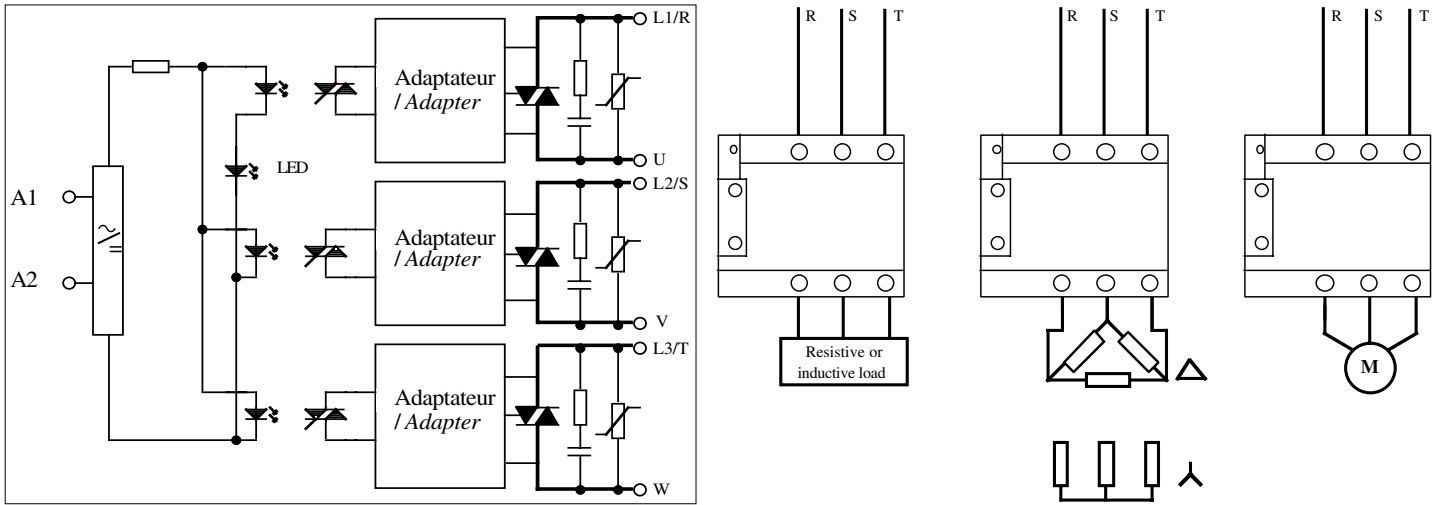 L1/R
Adaptateur
/ Adapter
U
LED
L2/S
A1
Adaptateur
/ Adapter
A2
V
L3/T
Adaptateur
/ Adapter
W
R S T
Resistive or
inductive load
R S T
R S T
M